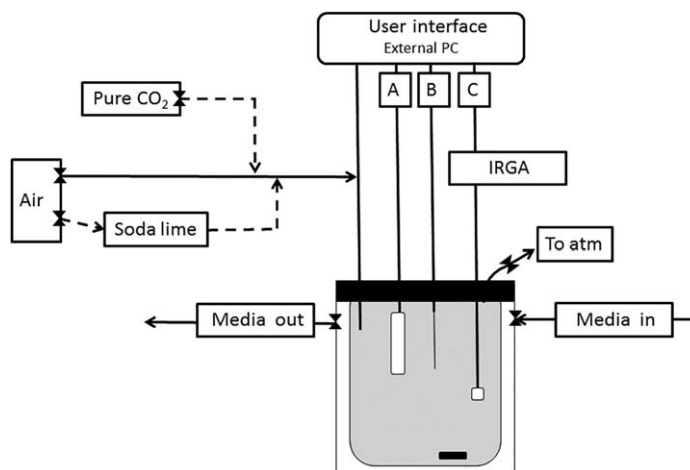 User interface
External PC
A
B
C
Pure CO₂
IRGA
Air
Soda lime
To atm
Media out
Media in